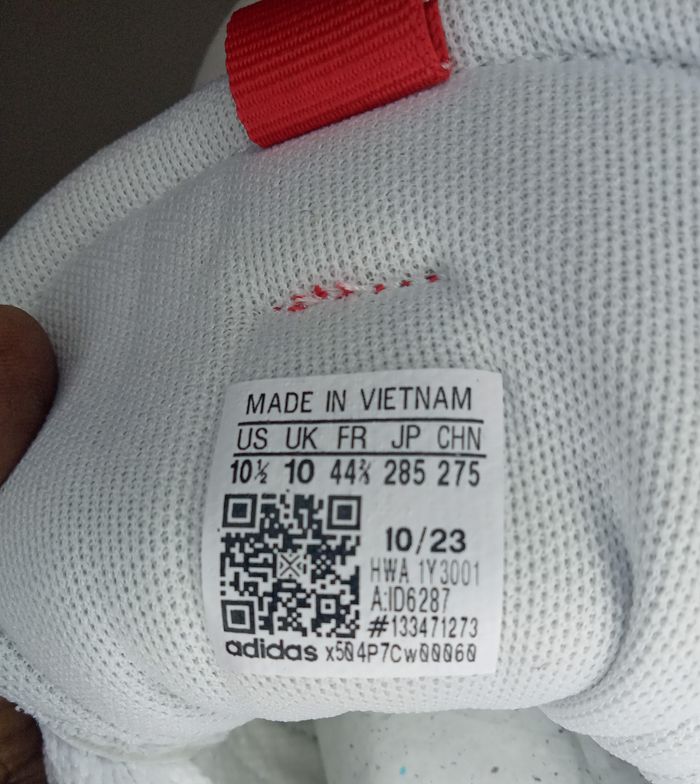 MADE IN VIETNAM
US UK FR JP CHN
10½ 10 44⅔ 285 275
10/23
HWA 1Y3001
A:ID6287
#133471273
adidas x504P7Cw00060